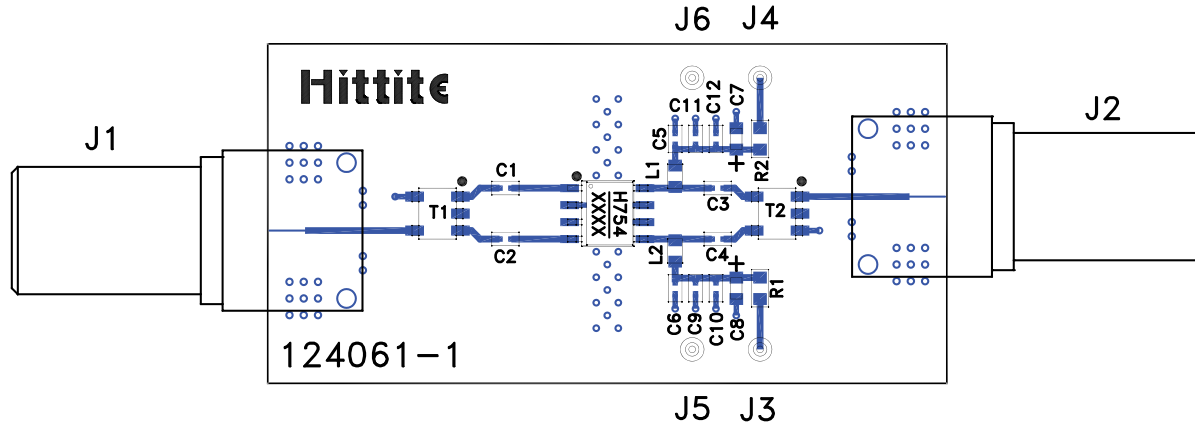 J6 J4
Hittite
J1
J2
C11
C12
C7
C5
L1
R2
C1
T1
H754
XXXX
C3
T2
C2
L2
C4
R1
C6
C9
C10
C8
124061-1
J5 J3